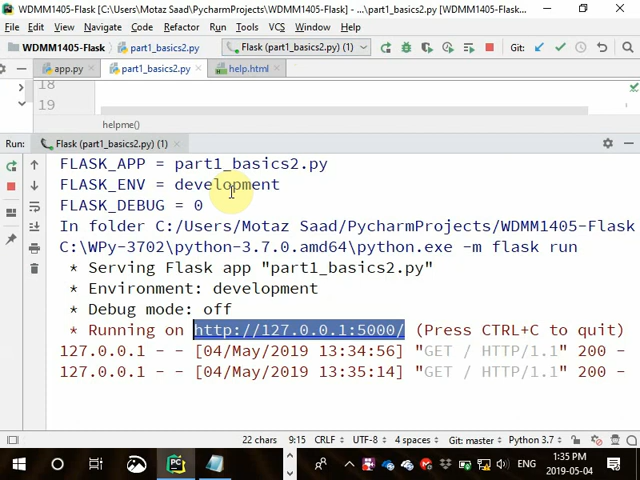 WDMM1405-Flask [C:\Users\Motaz Saad\PycharmProjects\WDMM1405-Flask] - ...\part1_basics2.py (WDMM1405-...
File Edit View Navigate Code Refactor Run Tools VCS Window Help
WDMM1405-Flask part1_basics2.py Flask (part1_basics2.py) (1) Git:
app.py part1_basics2.py help.html
18
19
helpme()
Run: Flask (part1_basics2.py) (1)
FLASK_APP = part1_basics2.py
FLASK_ENV = development
FLASK_DEBUG = 0
In folder C:/Users/Motaz Saad/PycharmProjects/WDMM1405-Flask
C:\WPy-3702\python-3.7.0.amd64\python.exe -m flask run
* Serving Flask app "part1_basics2.py"
* Environment: development
* Debug mode: off
* Running on http://127.0.0.1:5000/ (Press CTRL+C to quit)
127.0.0.1 - - [04/May/2019 13:34:56] "GET / HTTP/1.1" 200 -
127.0.0.1 - - [04/May/2019 13:35:14] "GET / HTTP/1.1" 200 -
22 chars 9:15 CRLF UTF-8 4 spaces Git: master Python 3.7
ENG 1:35 PM
2019-05-04